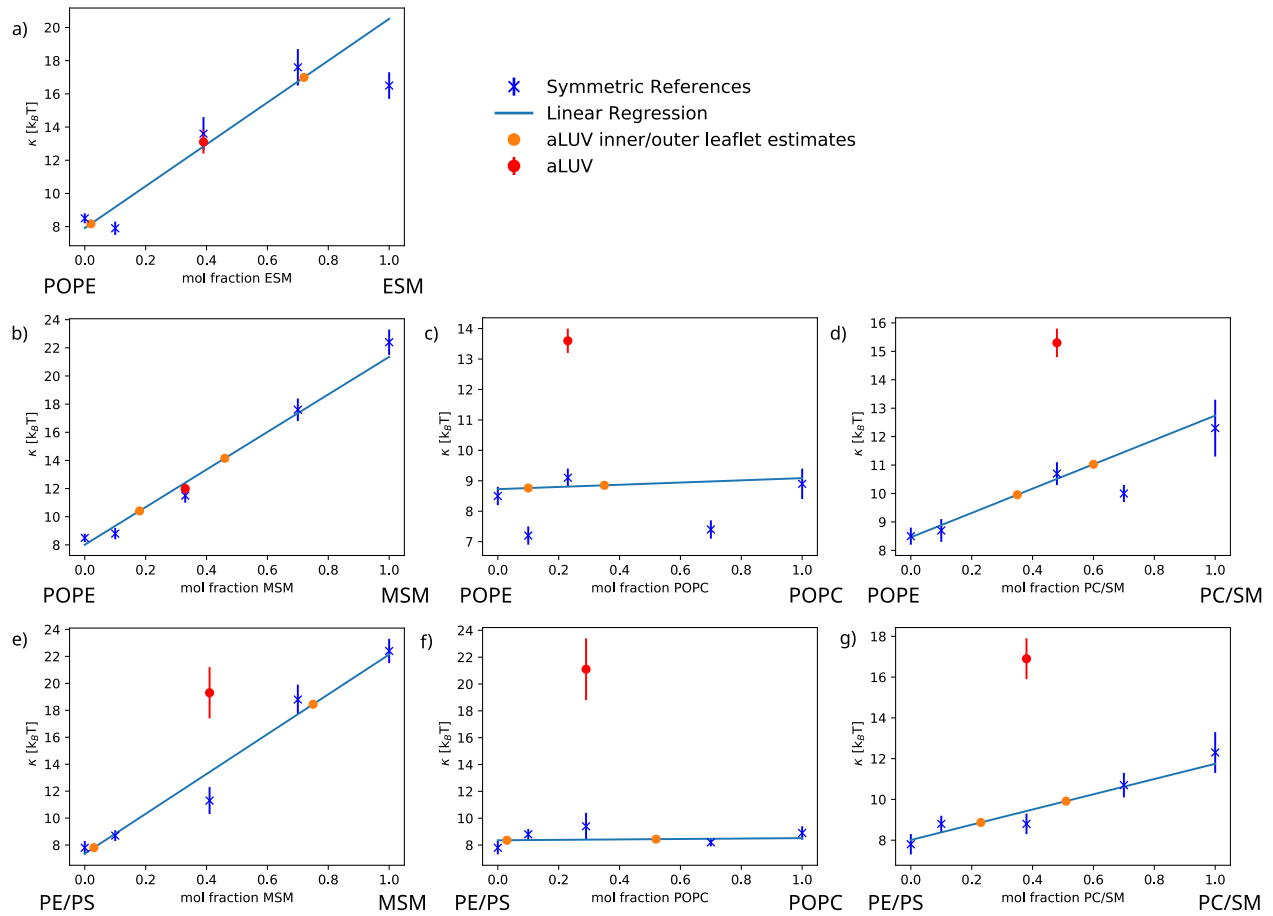 a)
κ [k_BT]
20
18
16
14
12
10
8
0.0 0.2 0.4 0.6 0.8 1.0
mol fraction ESM
POPE ESM
Symmetric References
Linear Regression
aLUV inner/outer leaflet estimates
aLUV
b)
κ [k_BT]
24
22
20
18
16
14
12
10
8
0.0 0.2 0.4 0.6 0.8 1.0
mol fraction MSM
POPE MSM
c)
κ [k_BT]
14
13
12
11
10
9
8
7
0.0 0.2 0.4 0.6 0.8 1.0
mol fraction POPC
POPE POPC
d)
κ [k_BT]
16
15
14
13
12
11
10
9
8
0.0 0.2 0.4 0.6 0.8 1.0
mol fraction PC/SM
POPE PC/SM
e)
κ [k_BT]
24
22
20
18
16
14
12
10
8
0.0 0.2 0.4 0.6 0.8 1.0
mol fraction MSM
PE/PS MSM
f)
κ [k_BT]
24
22
20
18
16
14
12
10
8
0.0 0.2 0.4 0.6 0.8 1.0
mol fraction POPC
PE/PS POPC
g)
κ [k_BT]
18
16
14
12
10
8
0.0 0.2 0.4 0.6 0.8 1.0
mol fraction PC/SM
PE/PS PC/SM